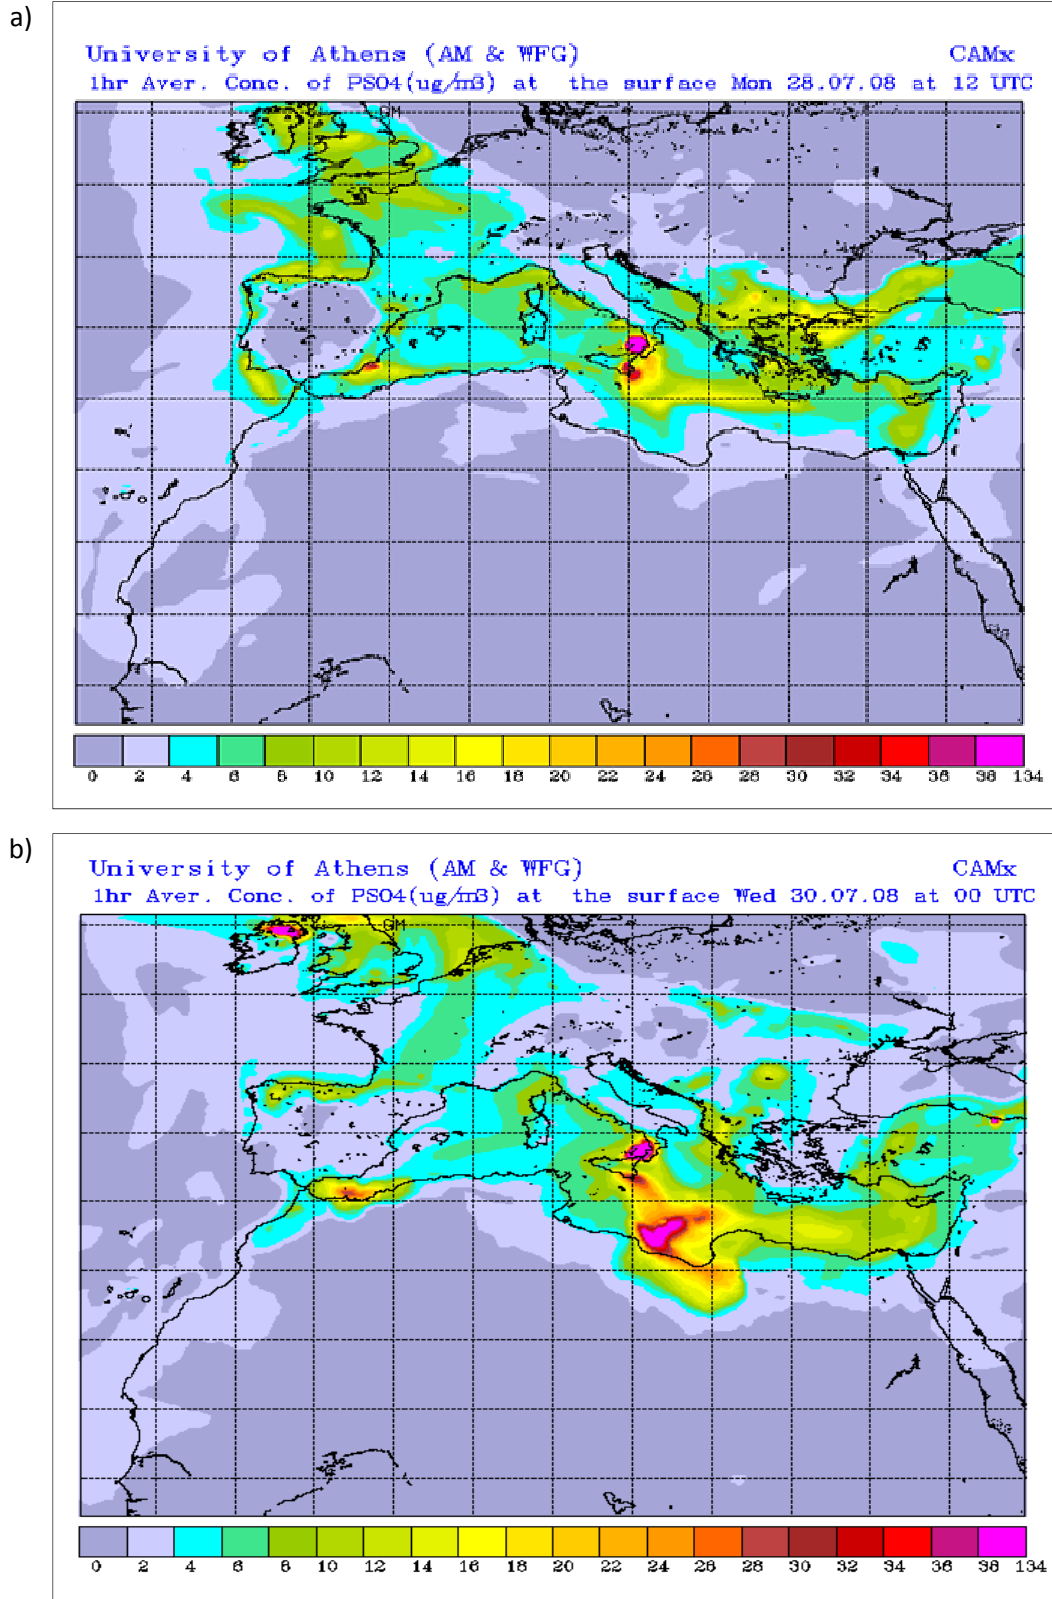 a)
University of Athens (AM & WFG) CAMx
1hr Aver. Conc. of PSO4(ug/m3) at the surface Mon 28.07.08 at 12 UTC
GM
0 2 4 6 8 10 12 14 16 18 20 22 24 26 28 30 32 34 36 38 134
b)
University of Athens (AM & WFG) CAMx
1hr Aver. Conc. of PSO4(ug/m3) at the surface Wed 30.07.08 at 00 UTC
GM
0 2 4 6 8 10 12 14 16 18 20 22 24 26 28 30 32 34 36 38 134